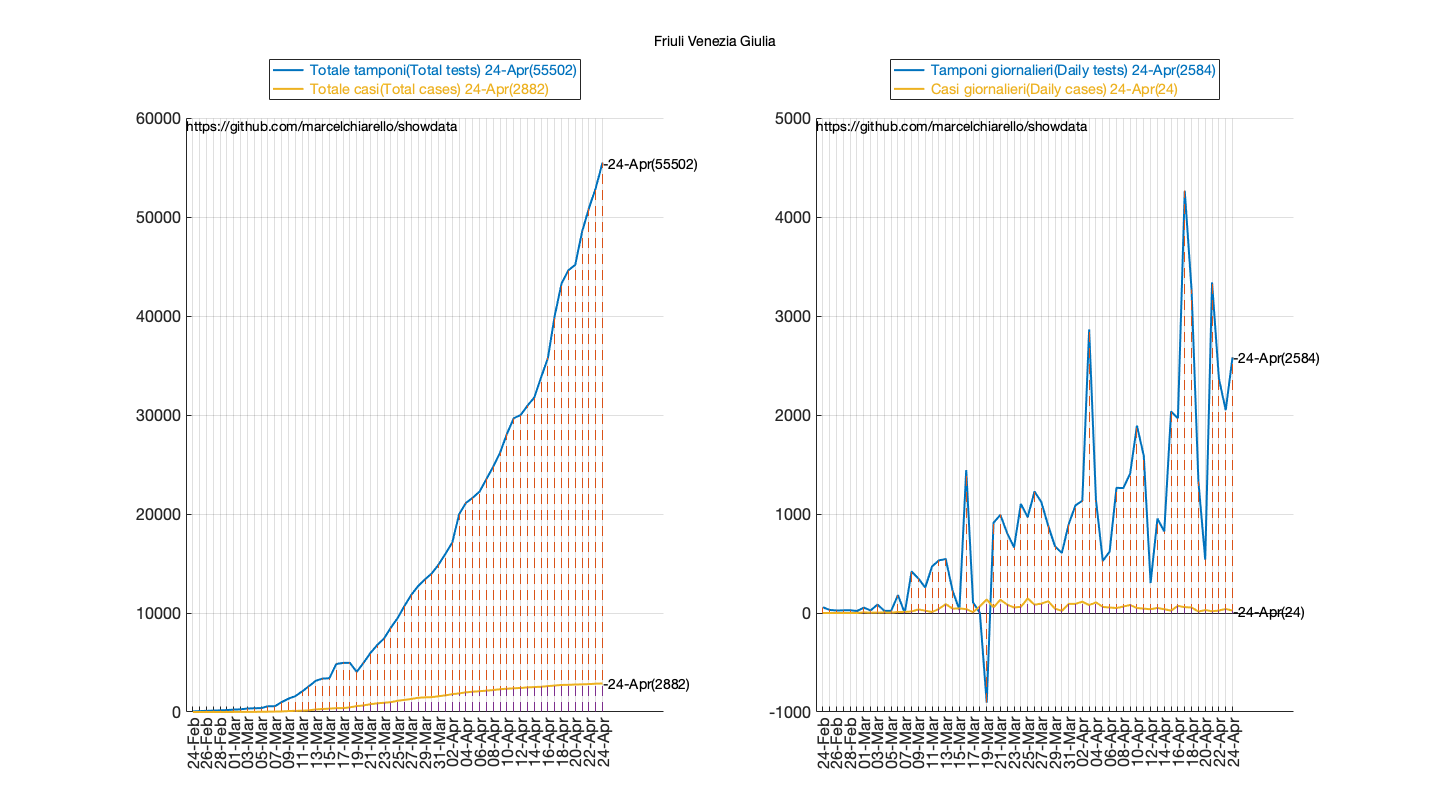 Friuli Venezia Giulia
Totale tamponi(Total tests) 24-Apr(55502)
Totale casi(Total cases) 24-Apr(2882)
60000
50000
40000
30000
20000
10000
0
https://github.com/marcelchiarello/showdata
-24-Apr(55502)
-24-Apr(2882)
24-Feb
26-Feb
28-Feb
01-Mar
03-Mar
05-Mar
07-Mar
09-Mar
11-Mar
13-Mar
15-Mar
17-Mar
19-Mar
21-Mar
23-Mar
25-Mar
27-Mar
29-Mar
31-Mar
02-Apr
04-Apr
06-Apr
08-Apr
10-Apr
12-Apr
14-Apr
16-Apr
18-Apr
20-Apr
22-Apr
24-Apr
Tamponi giornalieri(Daily tests) 24-Apr(2584)
Casi giornalieri(Daily cases) 24-Apr(24)
5000
4000
3000
2000
1000
0
-1000
https://github.com/marcelchiarello/showdata
-24-Apr(2584)
-24-Apr(24)
24-Feb
26-Feb
28-Feb
01-Mar
03-Mar
05-Mar
07-Mar
09-Mar
11-Mar
13-Mar
15-Mar
17-Mar
19-Mar
21-Mar
23-Mar
25-Mar
27-Mar
29-Mar
31-Mar
02-Apr
04-Apr
06-Apr
08-Apr
10-Apr
12-Apr
14-Apr
16-Apr
18-Apr
20-Apr
22-Apr
24-Apr